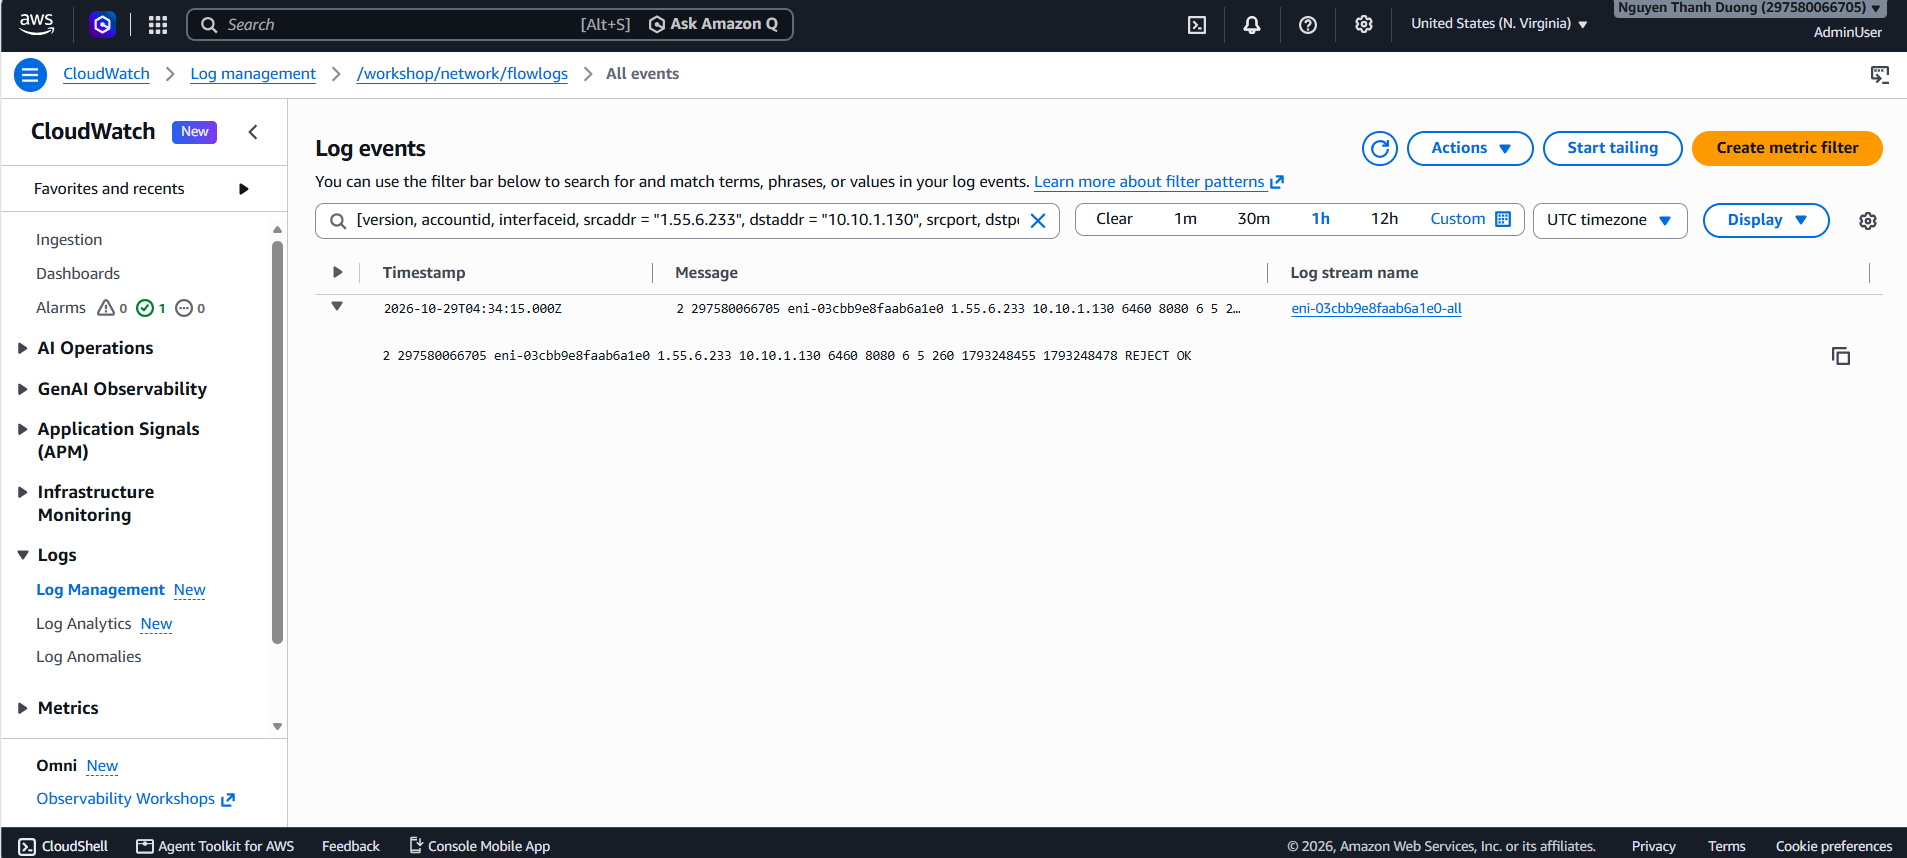 aws
Search [Alt+S] Ask Amazon Q
United States (N. Virginia)
Nguyen Thanh Duong (297580066705)
AdminUser
CloudWatch
Log management
/workshop/network/flowlogs
All events
CloudWatch New
Favorites and recents
Ingestion
Dashboards
Alarms 0 1 0
AI Operations
GenAI Observability
Application Signals
(APM)
Infrastructure
Monitoring
Logs
Log Management New
Log Analytics New
Log Anomalies
Metrics
Omni New
Observability Workshops
Log events
Actions
Start tailing
Create metric filter
You can use the filter bar below to search for and match terms, phrases, or values in your log events. Learn more about filter patterns
[version, accountid, interfaceid, srcaddr = "1.55.6.233", dstaddr = "10.10.1.130", srcport, dstpo
Clear 1m 30m 1h 12h Custom
UTC timezone
Display
Timestamp Message Log stream name
2026-10-29T04:34:15.000Z 2 297580066705 eni-03cbb9e8faab6a1e0 1.55.6.233 10.10.1.130 6460 8080 6 5 2… eni-03cbb9e8faab6a1e0-all
2 297580066705 eni-03cbb9e8faab6a1e0 1.55.6.233 10.10.1.130 6460 8080 6 5 260 1793248455 1793248478 REJECT OK
CloudShell
Agent Toolkit for AWS
Feedback
Console Mobile App
© 2026, Amazon Web Services, Inc. or its affiliates.
Privacy
Terms
Cookie preferences